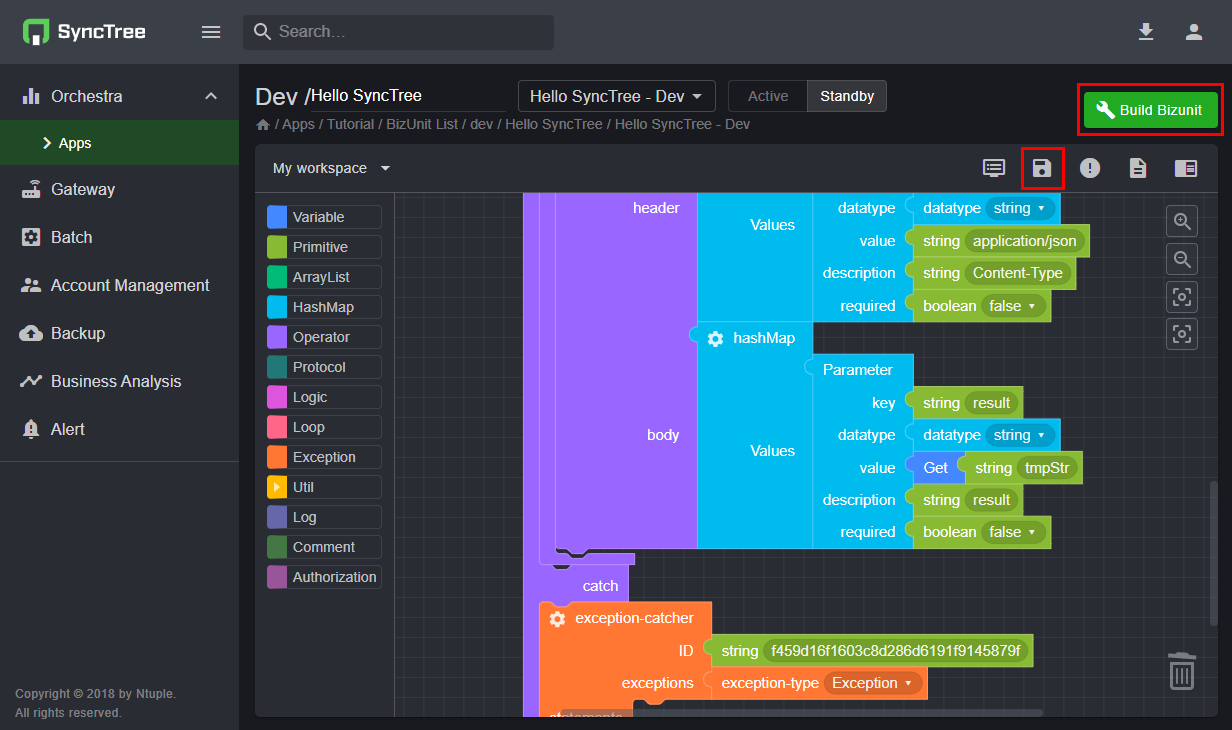 SyncTree
Search...
Orchestra
Apps
Gateway
Batch
Account Management
Backup
Business Analysis
Alert
Copyright © 2018 by Ntuple.
All rights reserved.
Dev /Hello SyncTree
Hello SyncTree - Dev
Active
Standby
Build Bizunit
/ Apps / Tutorial / BizUnit List / dev / Hello SyncTree / Hello SyncTree - Dev
My workspace
Variable
Primitive
ArrayList
HashMap
Operator
Protocol
Logic
Loop
Exception
Util
Log
Comment
Authorization
header
Values
datatype datatype string
value string application/json
description string Content-Type
required boolean false
hashMap
body
Values
Parameter
key string result
datatype datatype string
value Get string tmpStr
description string result
required boolean false
catch
exception-catcher
ID string f459d16f1603c8d286d6191f9145879f
exceptions exception-type Exception
statements